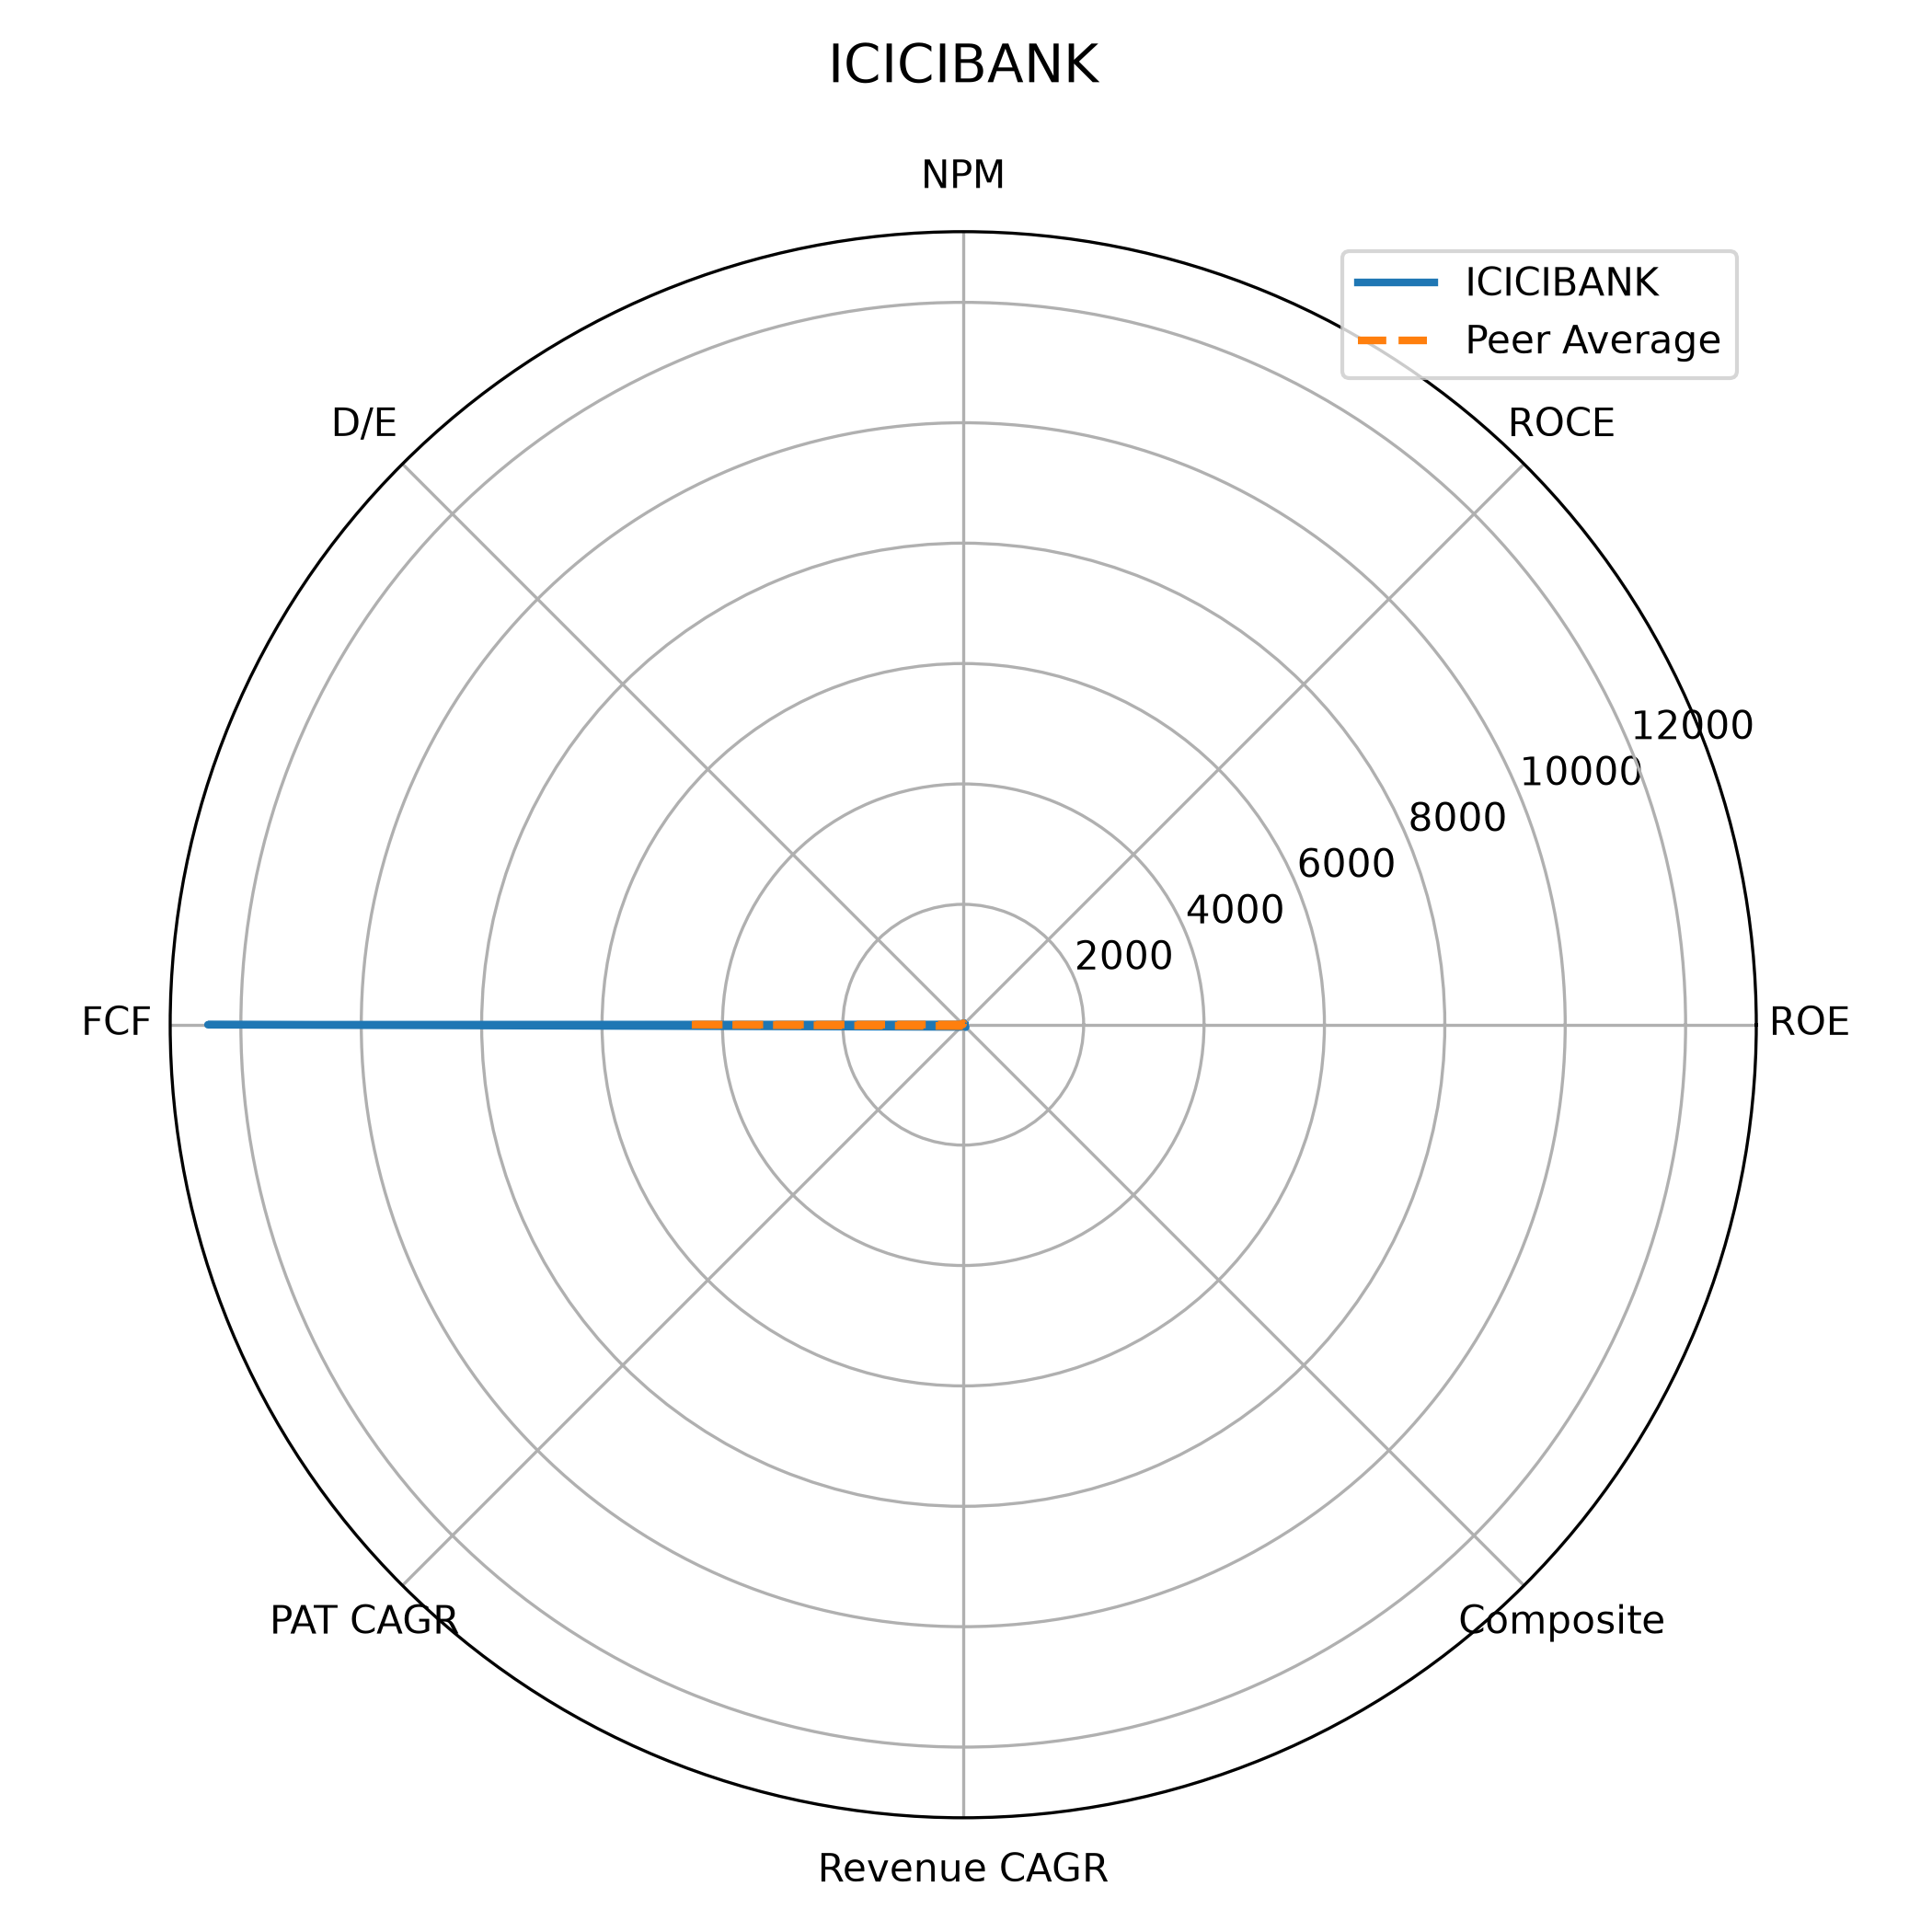 ICICIBANK
NPM
ICICIBANK
Peer Average
D/E
ROCE
12000
10000
8000
6000
4000
2000
FCF
ROE
PAT CAGR
Composite
Revenue CAGR